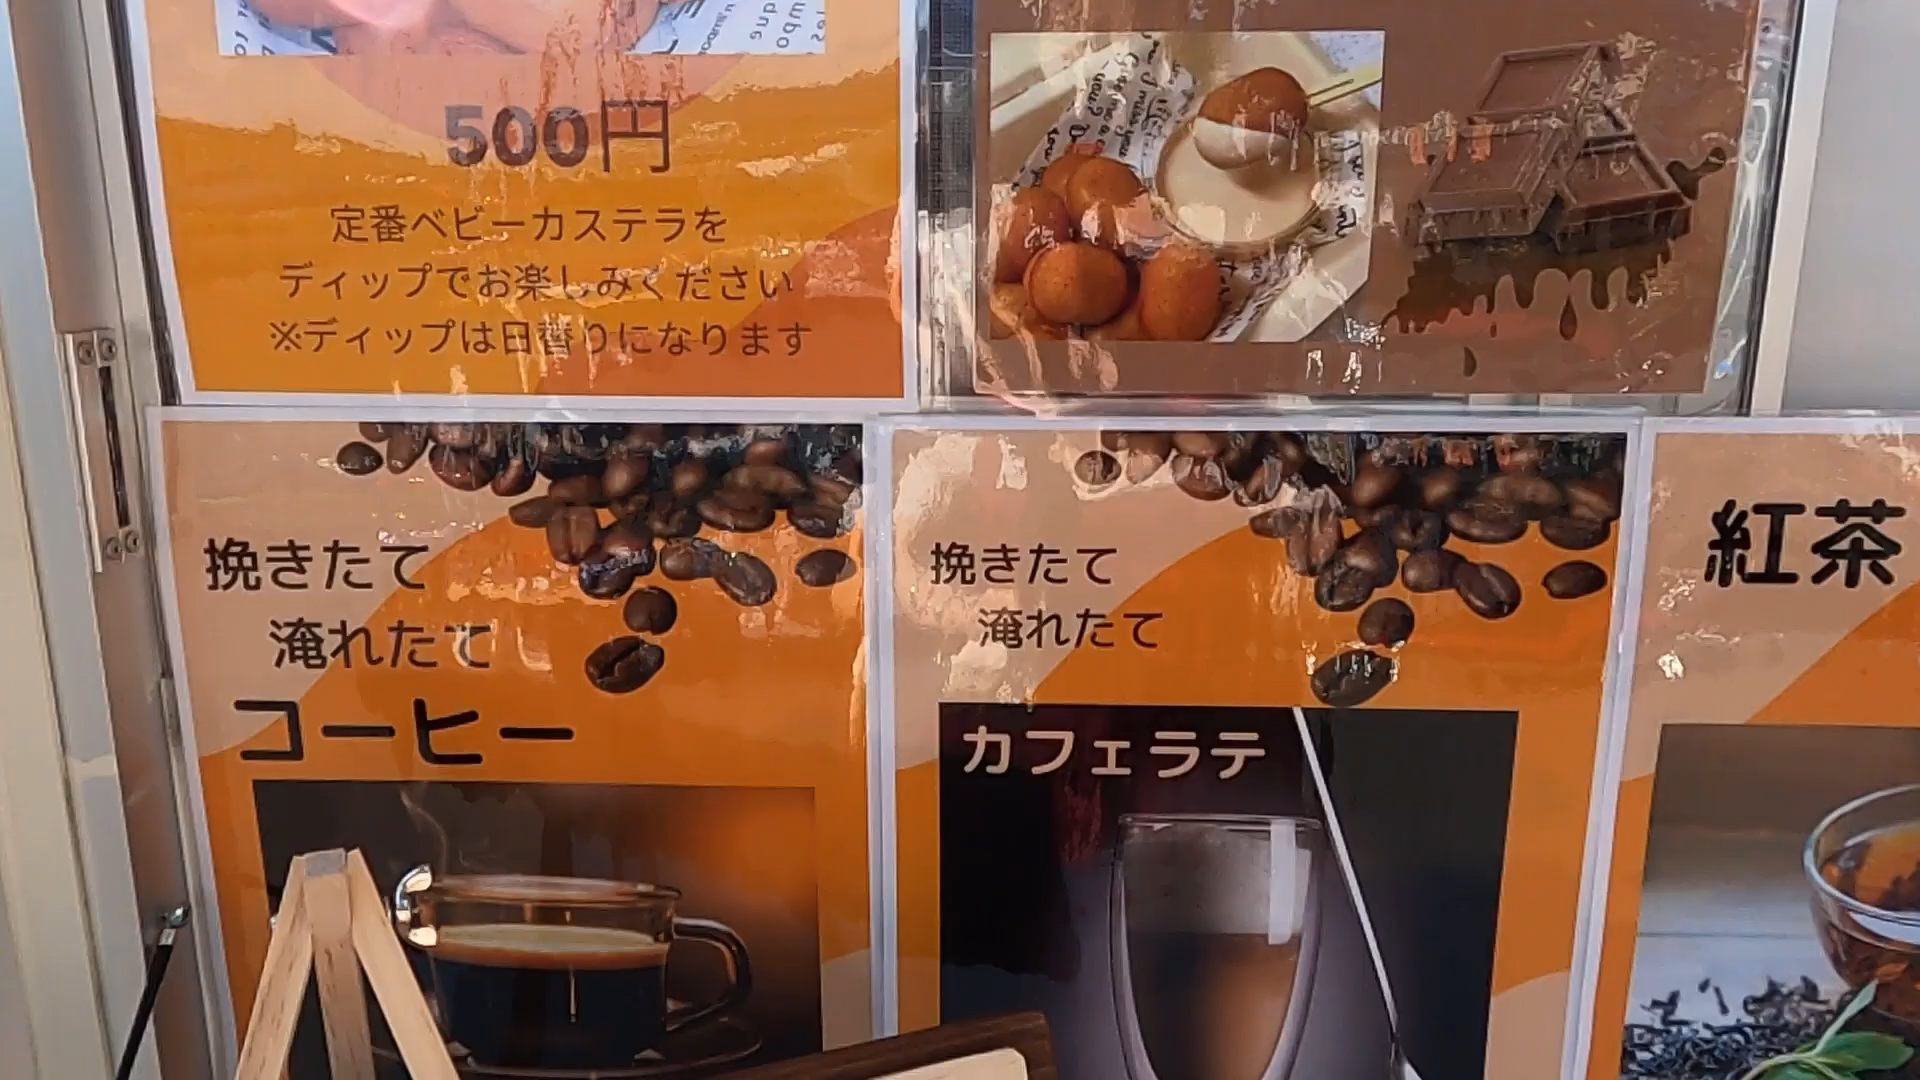 500円
定番ベビーカステラを
ディップでお楽しみください
※ディップは日替りになります
挽きたて
淹れたて
コーヒー
挽きたて
淹れたて
カフェラテ
紅茶